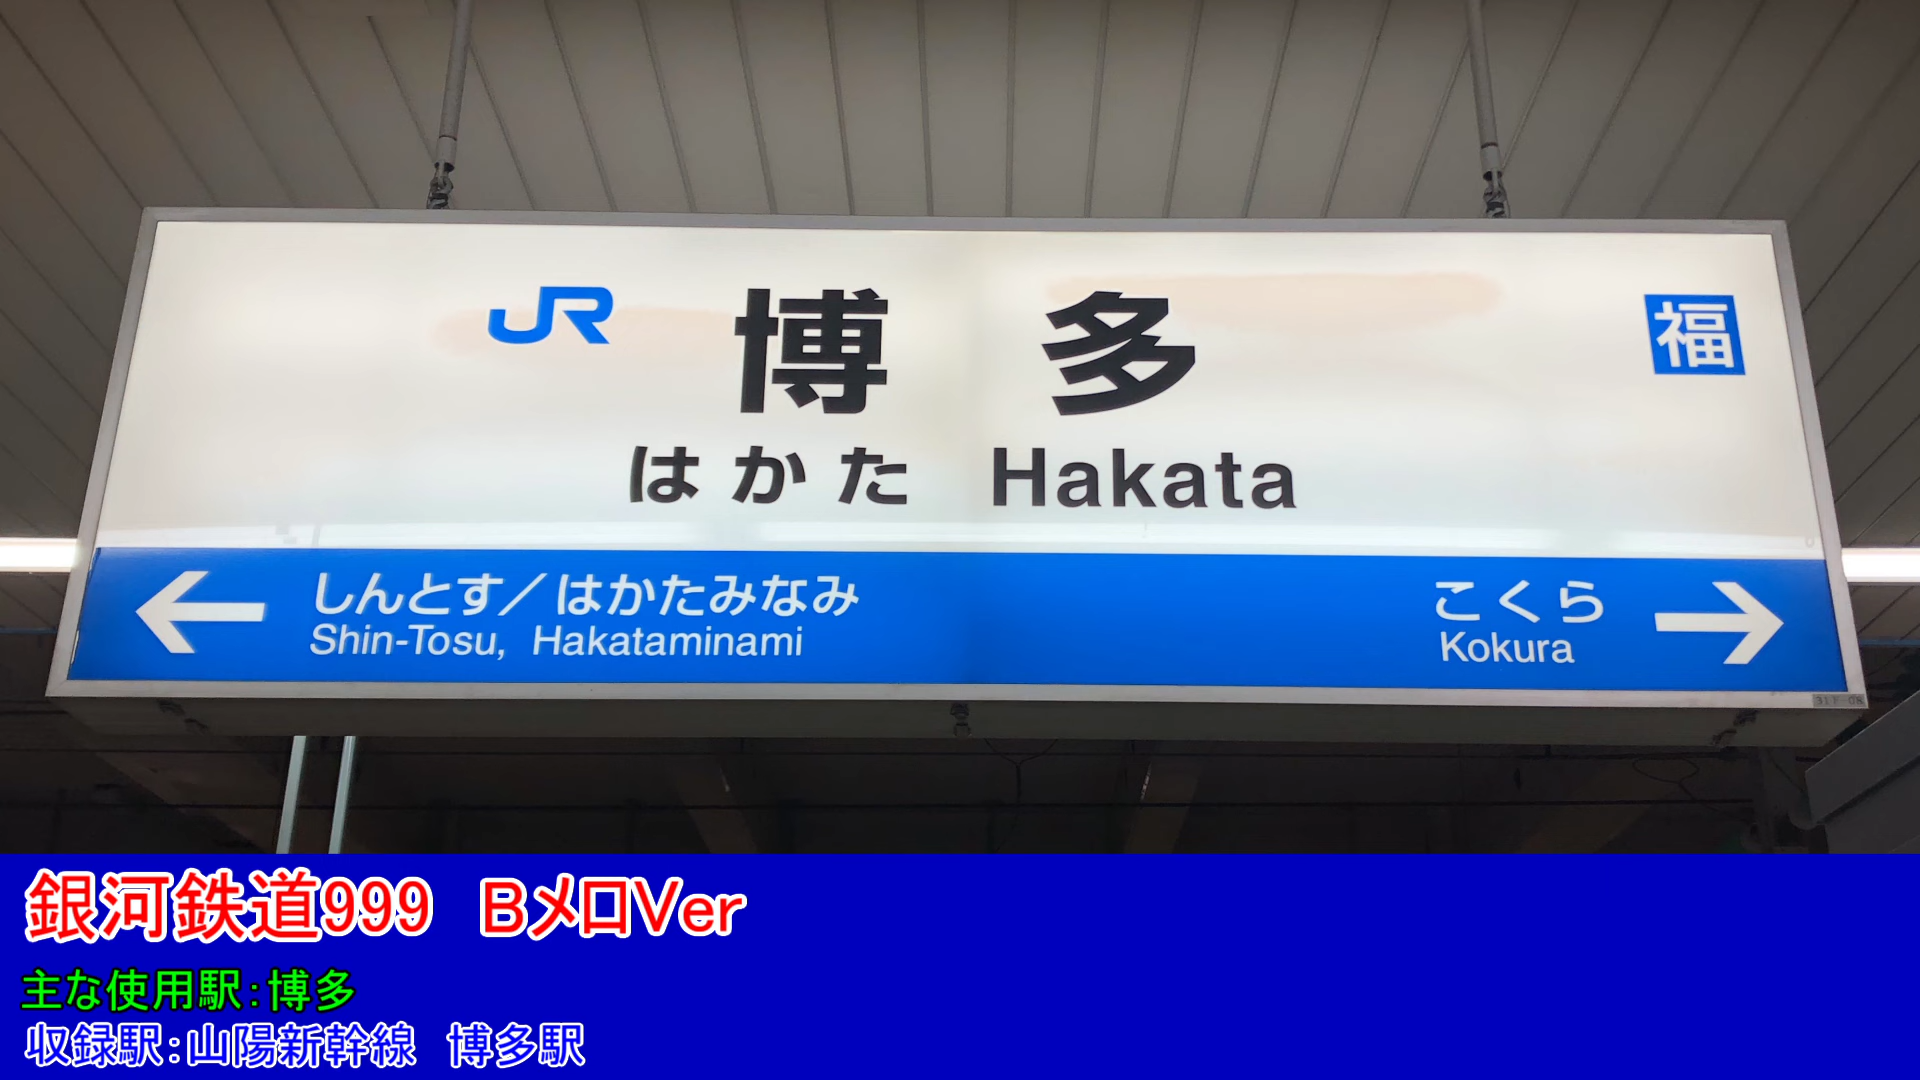 JR 博多 福
はかた Hakata
← しんとす／はかたみなみ こくら →
Shin-Tosu, Hakataminami Kokura
銀河鉄道999 BメロVer
主な使用駅:博多
収録駅:山陽新幹線 博多駅